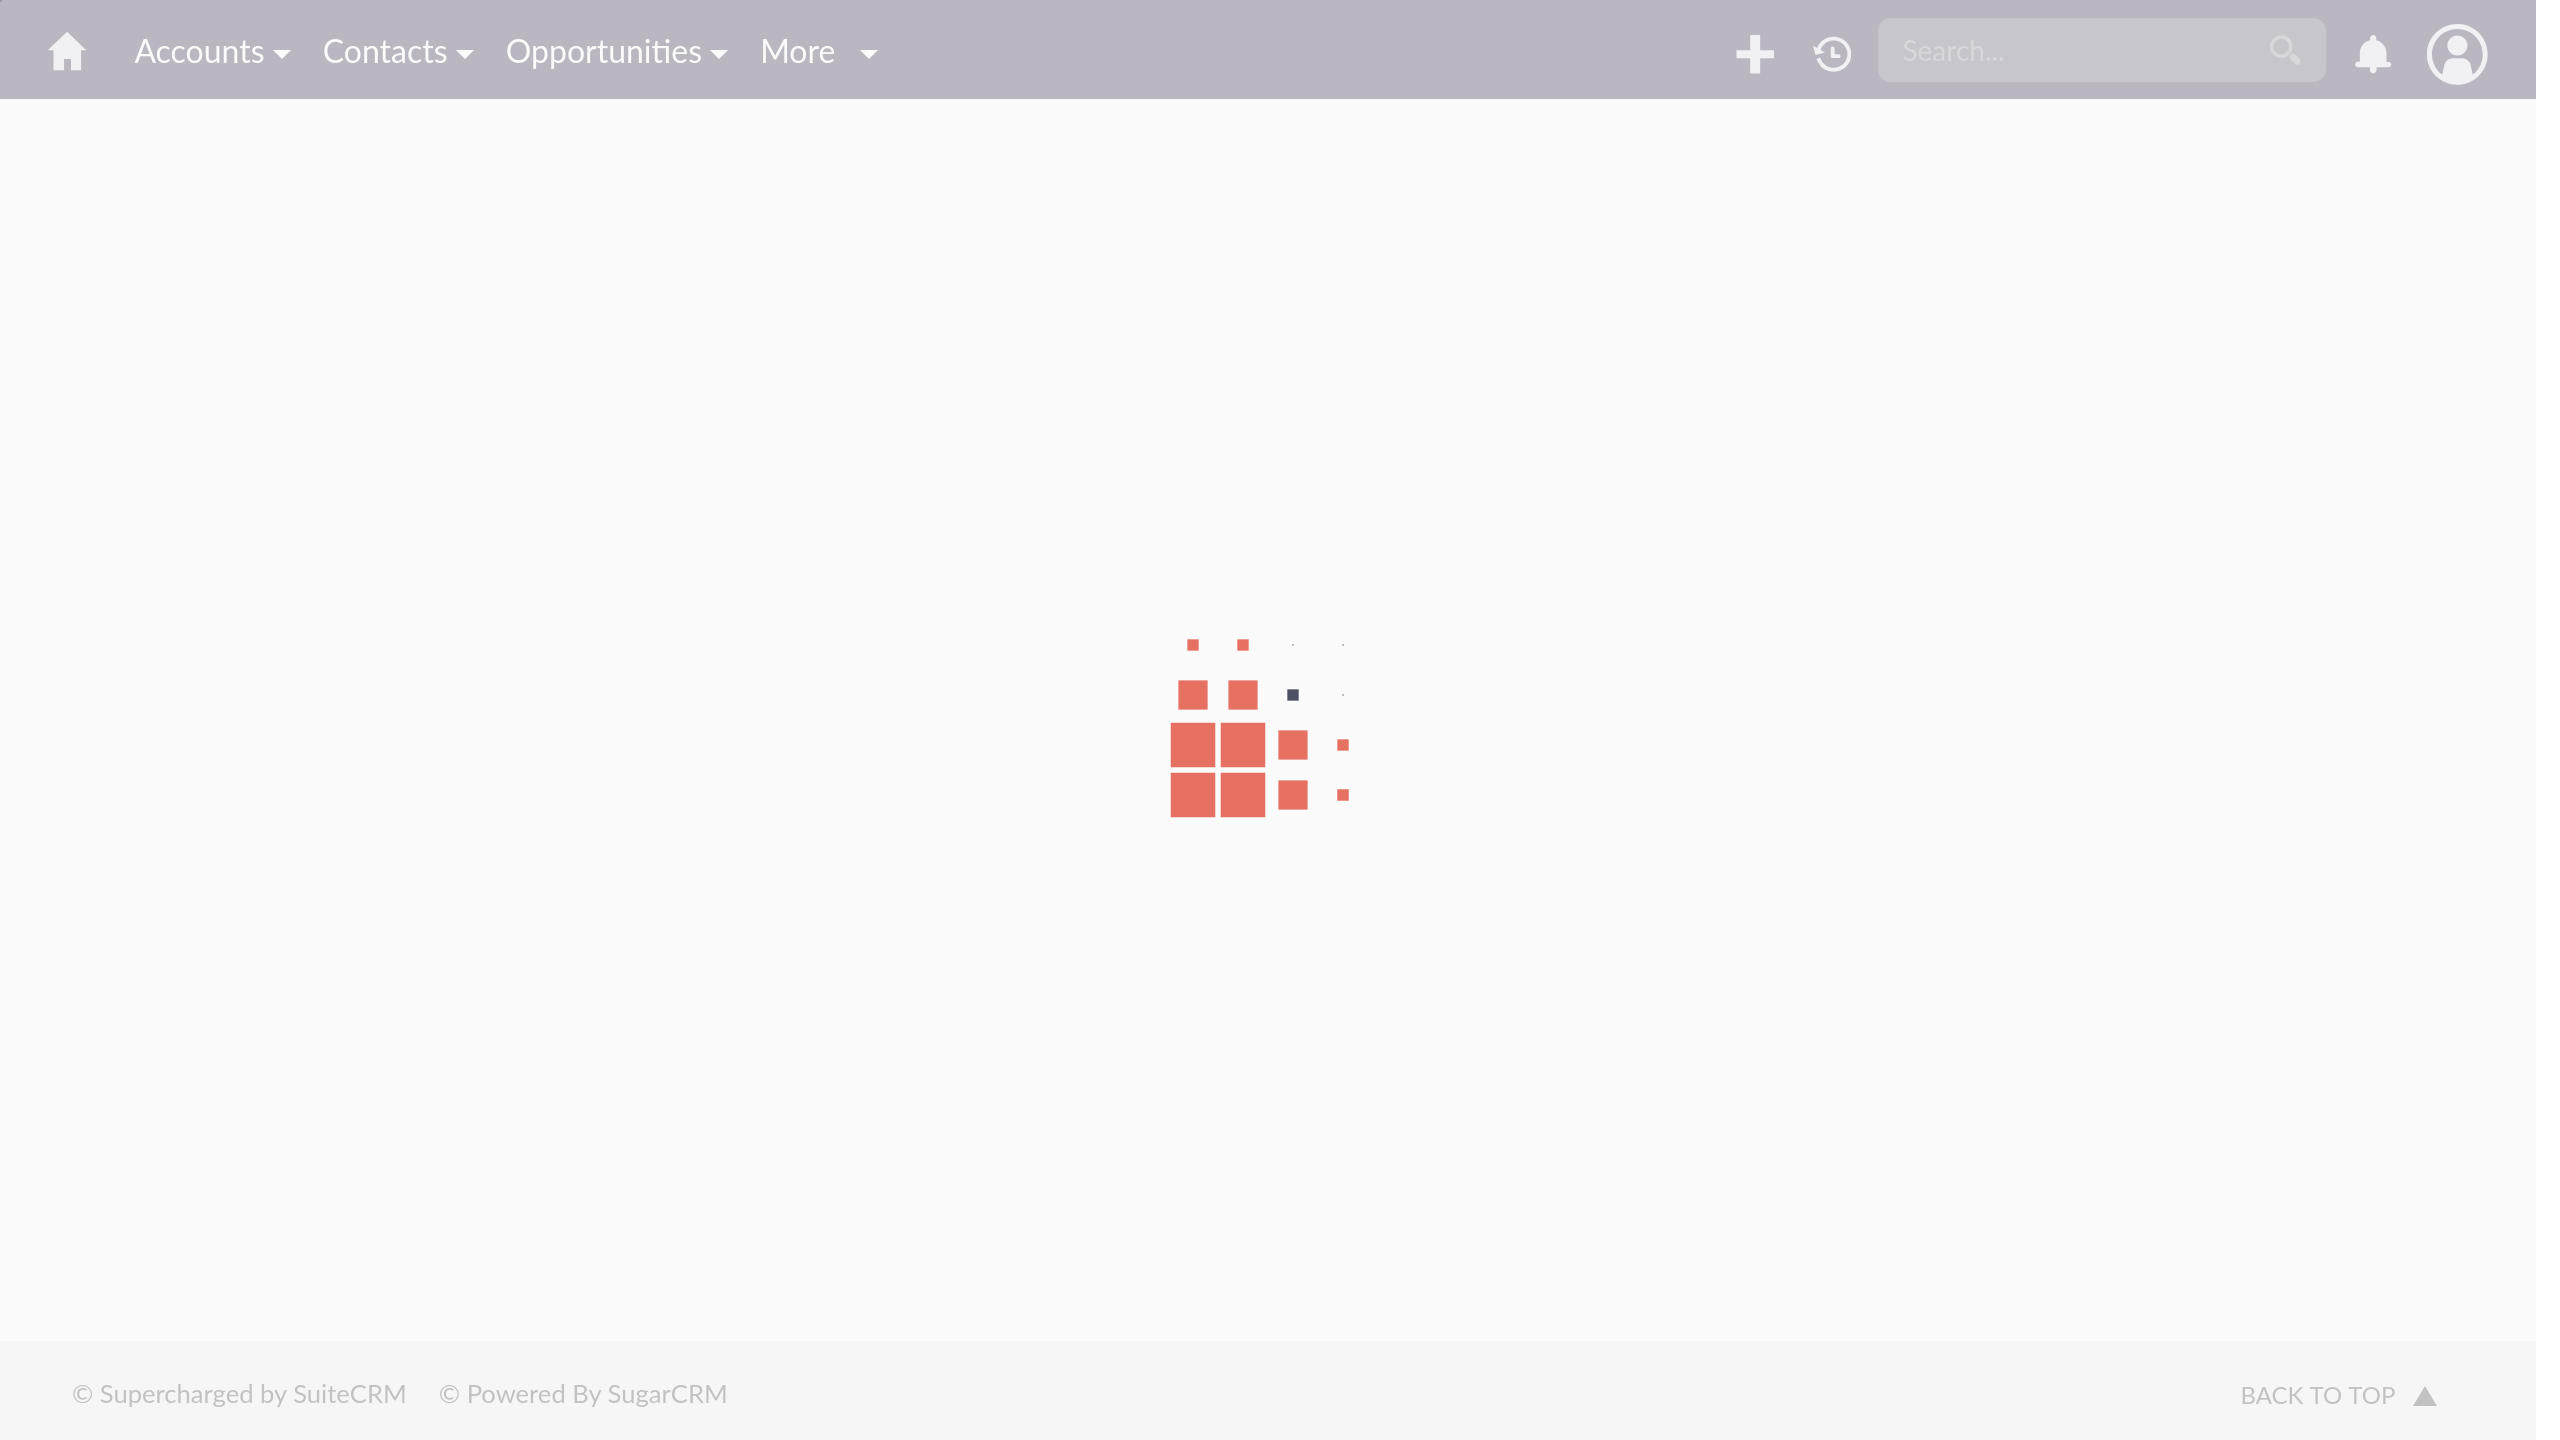 Accounts Contacts Opportunities More Search...
© Supercharged by SuiteCRM © Powered By SugarCRM BACK TO TOP